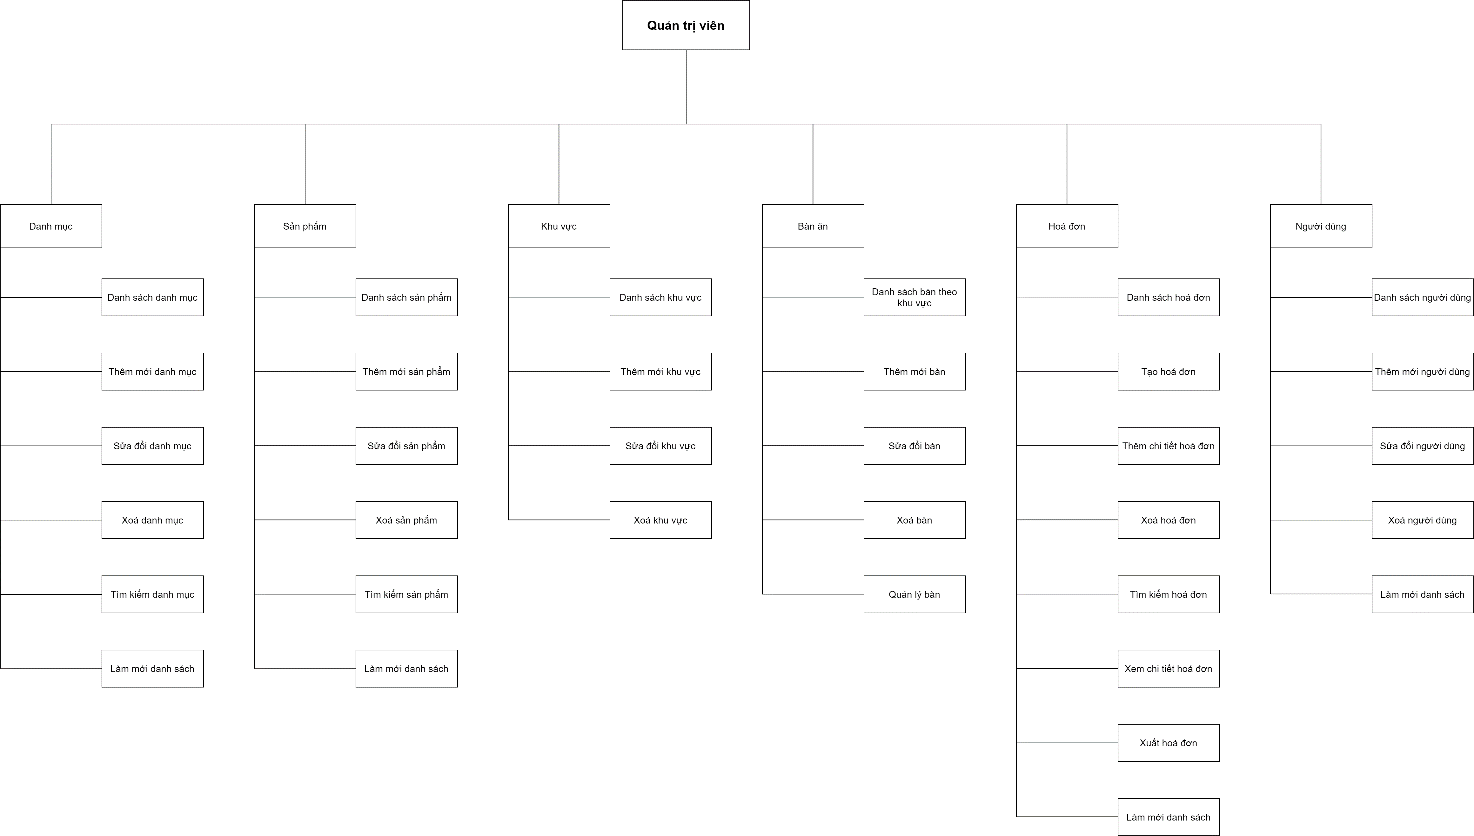 Quản trị viên
Danh mục
Sản phẩm
Khu vực
Bàn ăn
Hoá đơn
Người dùng
Danh sách danh mục
Thêm mới danh mục
Sửa đổi danh mục
Xoá danh mục
Tìm kiếm danh mục
Làm mới danh sách
Danh sách sản phẩm
Thêm mới sản phẩm
Sửa đổi sản phẩm
Xoá sản phẩm
Tìm kiếm sản phẩm
Làm mới danh sách
Danh sách khu vực
Thêm mới khu vực
Sửa đổi khu vực
Xoá khu vực
Danh sách bàn theo
khu vực
Thêm mới bàn
Sửa đổi bàn
Xoá bàn
Quản lý bàn
Danh sách hoá đơn
Tạo hoá đơn
Thêm chi tiết hoá đơn
Xoá hoá đơn
Tìm kiếm hoá đơn
Xem chi tiết hoá đơn
Xuất hoá đơn
Làm mới danh sách
Danh sách người dùng
Thêm mới người dùng
Sửa đổi người dùng
Xoá người dùng
Làm mới danh sách